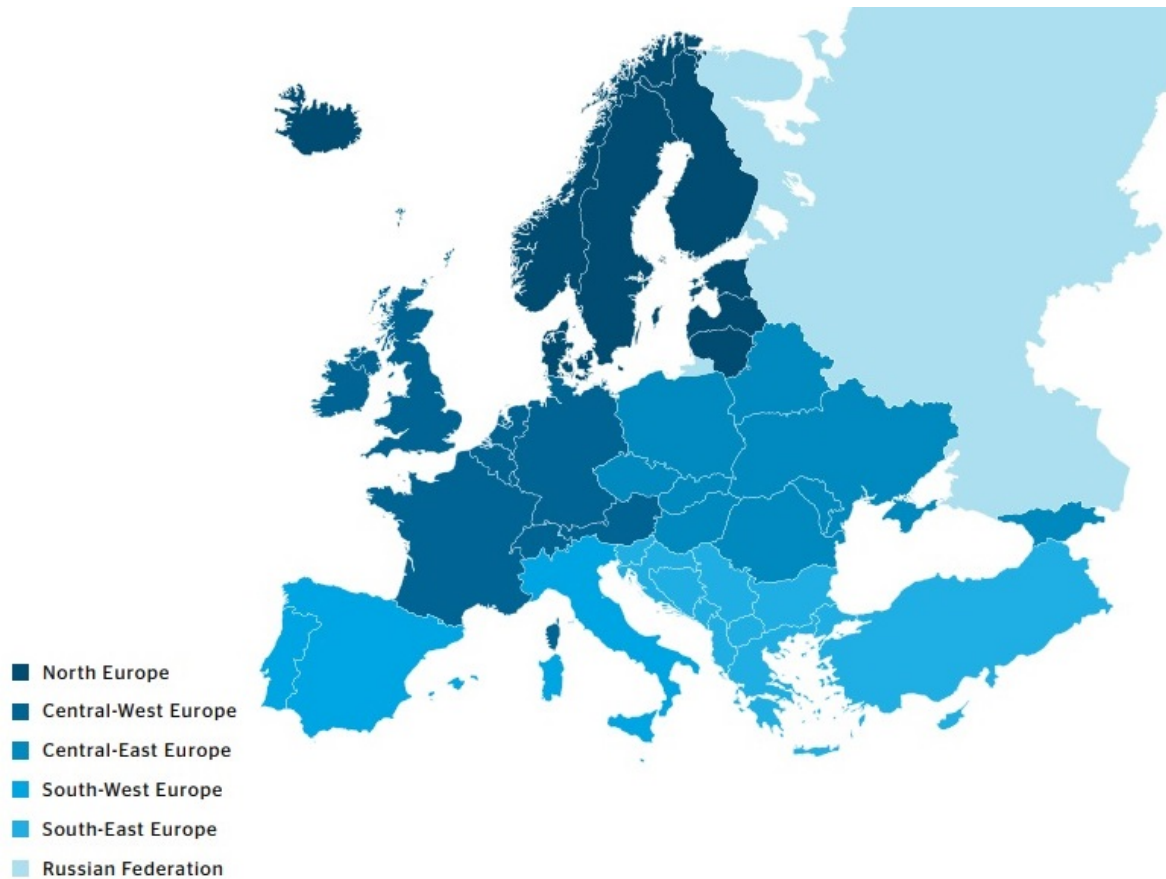 North Europe
Central-West Europe
Central-East Europe
South-West Europe
South-East Europe
Russian Federation